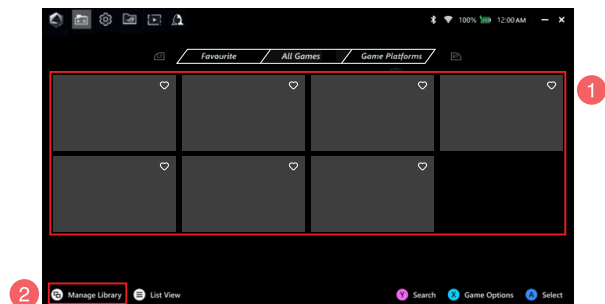 100% 12:00 AM
Favourite All Games Game Platforms
1
2 Manage Library List View Y Search X Game Options A Select